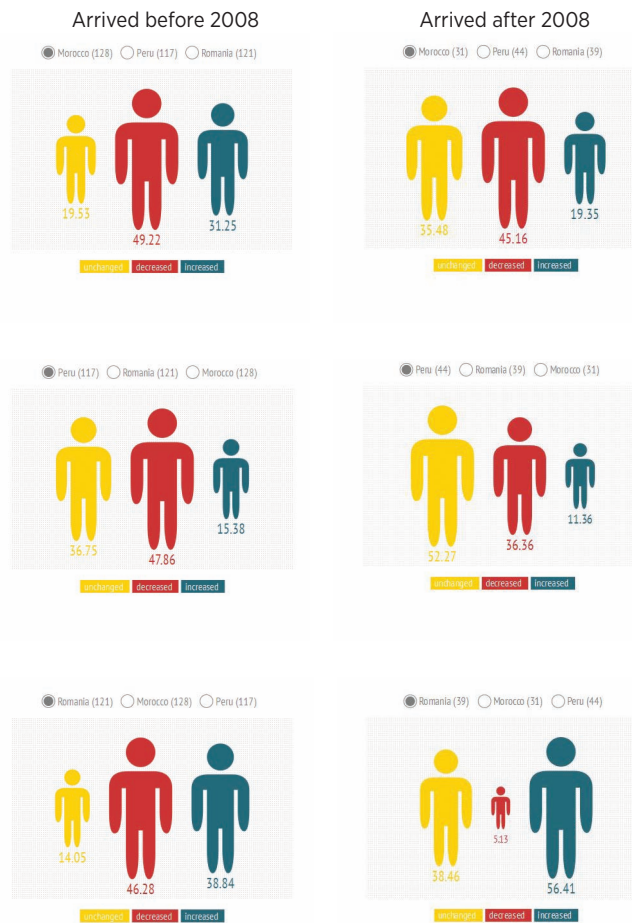 Arrived before 2008
Arrived after 2008
Morocco (128) Peru (117) Romania (121)
Morocco (31) Peru (44) Romania (39)
19.53
49.22
31.25
35.48
45.16
19.35
unchanged decreased increased
unchanged decreased increased
Peru (117) Romania (121) Morocco (128)
Peru (44) Romania (39) Morocco (31)
36.75
47.86
15.38
52.27
36.36
11.36
unchanged decreased increased
unchanged decreased increased
Romania (121) Morocco (128) Peru (117)
Romania (39) Morocco (31) Peru (44)
14.05
46.28
38.84
38.46
5.13
56.41
unchanged decreased increased
unchanged decreased increased